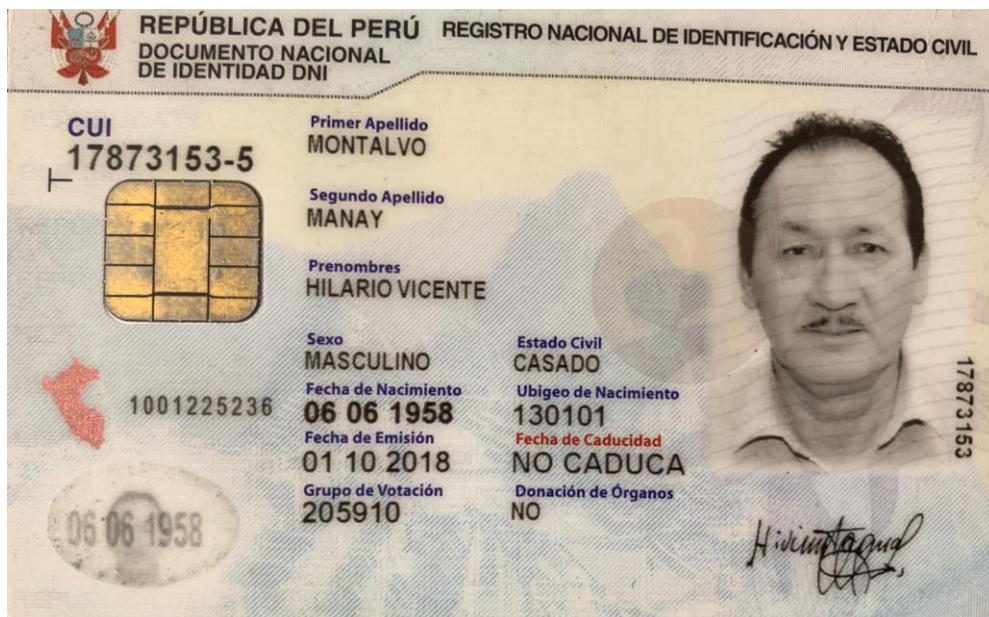 REPÚBLICA DEL PERÚ
REGISTRO NACIONAL DE IDENTIFICACIÓN Y ESTADO CIVIL
DOCUMENTO NACIONAL
DE IDENTIDAD DNI
CUI
17873153-5
Primer Apellido
MONTALVO
Segundo Apellido
MANAY
Prenombres
HILARIO VICENTE
Sexo
MASCULINO
Estado Civil
CASADO
Fecha de Nacimiento
06 06 1958
Ubigeo de Nacimiento
130101
Fecha de Emisión
01 10 2018
Fecha de Caducidad
NO CADUCA
Grupo de Votación
205910
Donación de Órganos
NO
1001225236
06 06 1958
17873153